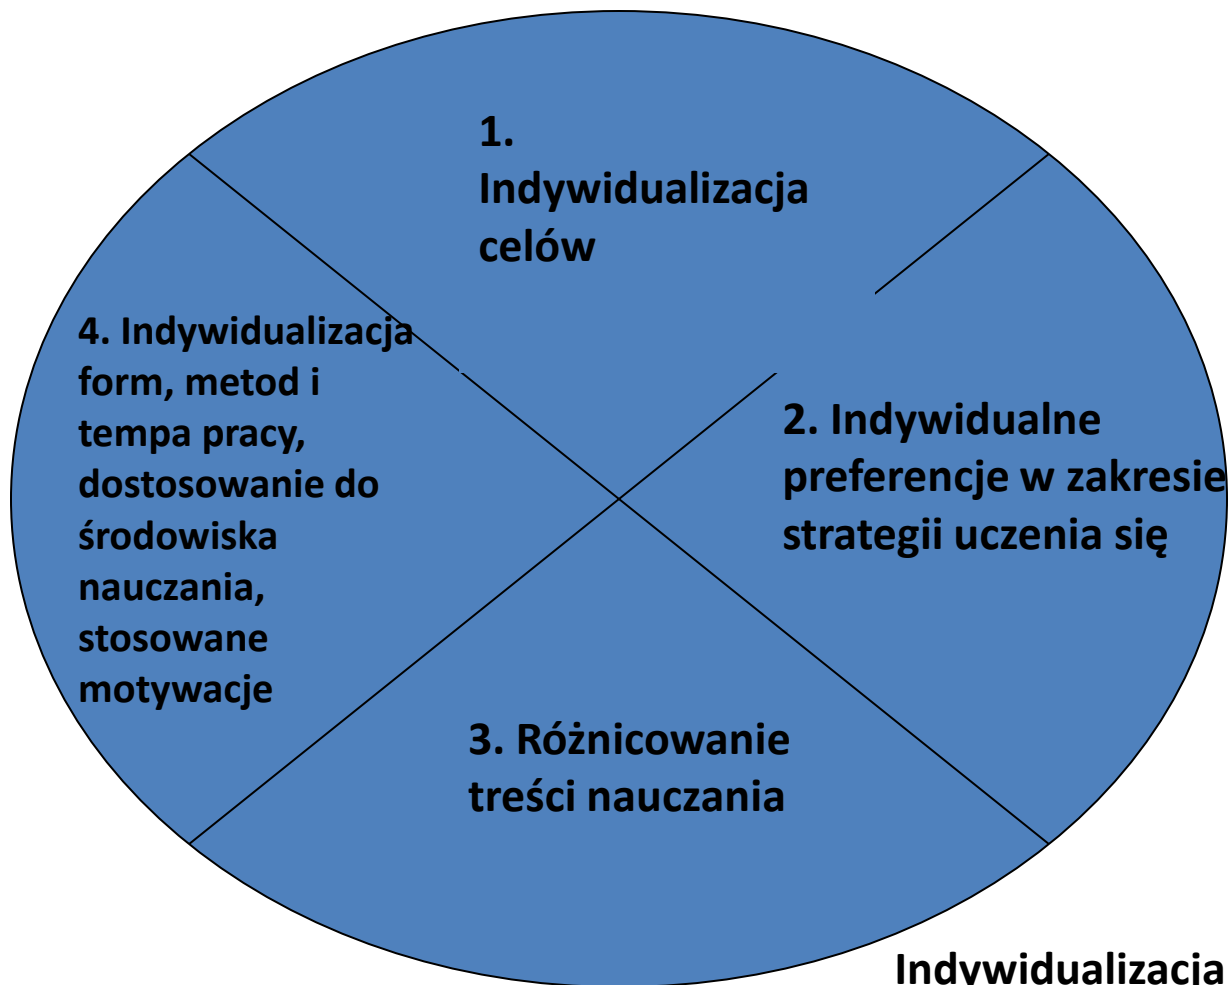 1.
Indywidualizacja
celów
2. Indywidualne
preferencje w zakresie
strategii uczenia się
3. Różnicowanie
treści nauczania
4. Indywidualizacja
form, metod i
tempa pracy,
dostosowanie do
środowiska
nauczania,
stosowane
motywacje
Indywidualizacja